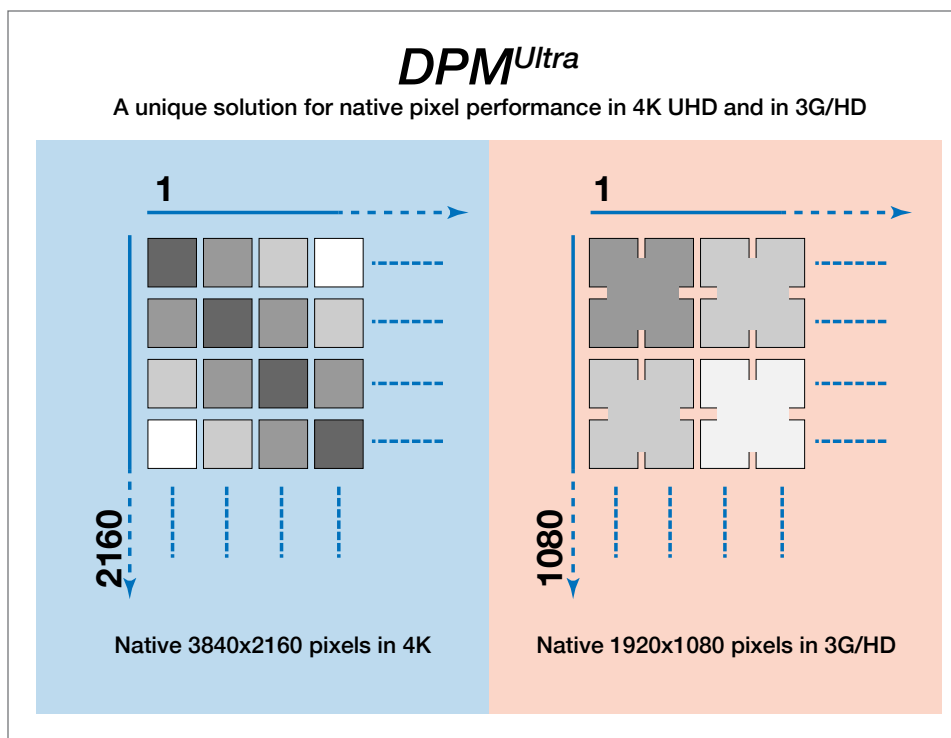 DPMUltra
A unique solution for native pixel performance in 4K UHD and in 3G/HD
1
1
2160
1080
Native 3840x2160 pixels in 4K
Native 1920x1080 pixels in 3G/HD